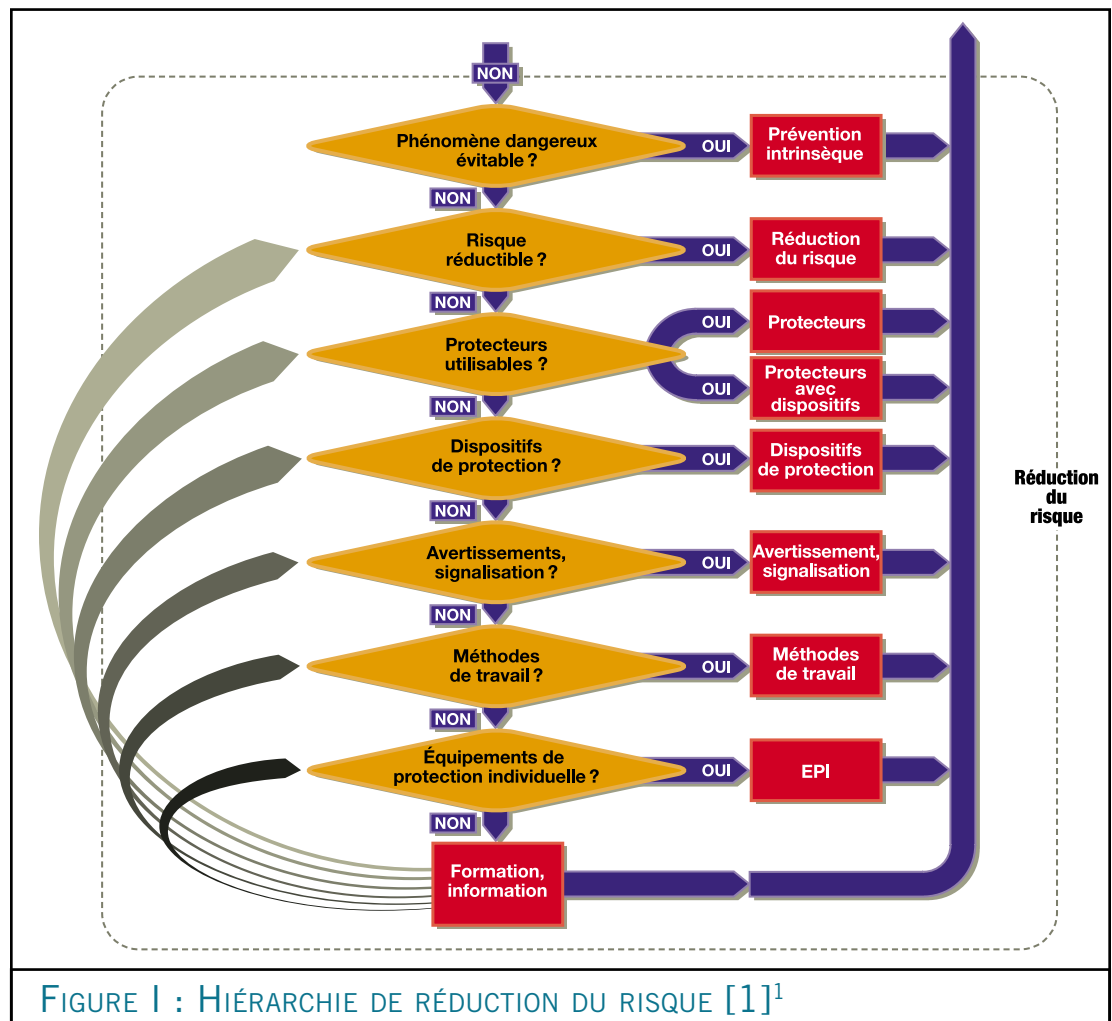 NON
Phénomène dangereux
évitable ?
OUI
Prévention
intrinsèque
NON
Risque
réductible ?
OUI
Réduction
du risque
NON
Protecteurs
utilisables ?
OUI
Protecteurs
OUI
Protecteurs
avec
dispositifs
NON
Dispositifs
de protection ?
OUI
Dispositifs
de protection
Réduction
du
risque
NON
Avertissements,
signalisation ?
OUI
Avertissement,
signalisation
NON
Méthodes
de travail ?
OUI
Méthodes
de travail
NON
Équipements de
protection individuelle ?
OUI
EPI
NON
Formation,
information
FIGURE I : HIÉRARCHIE DE RÉDUCTION DU RISQUE [1]1